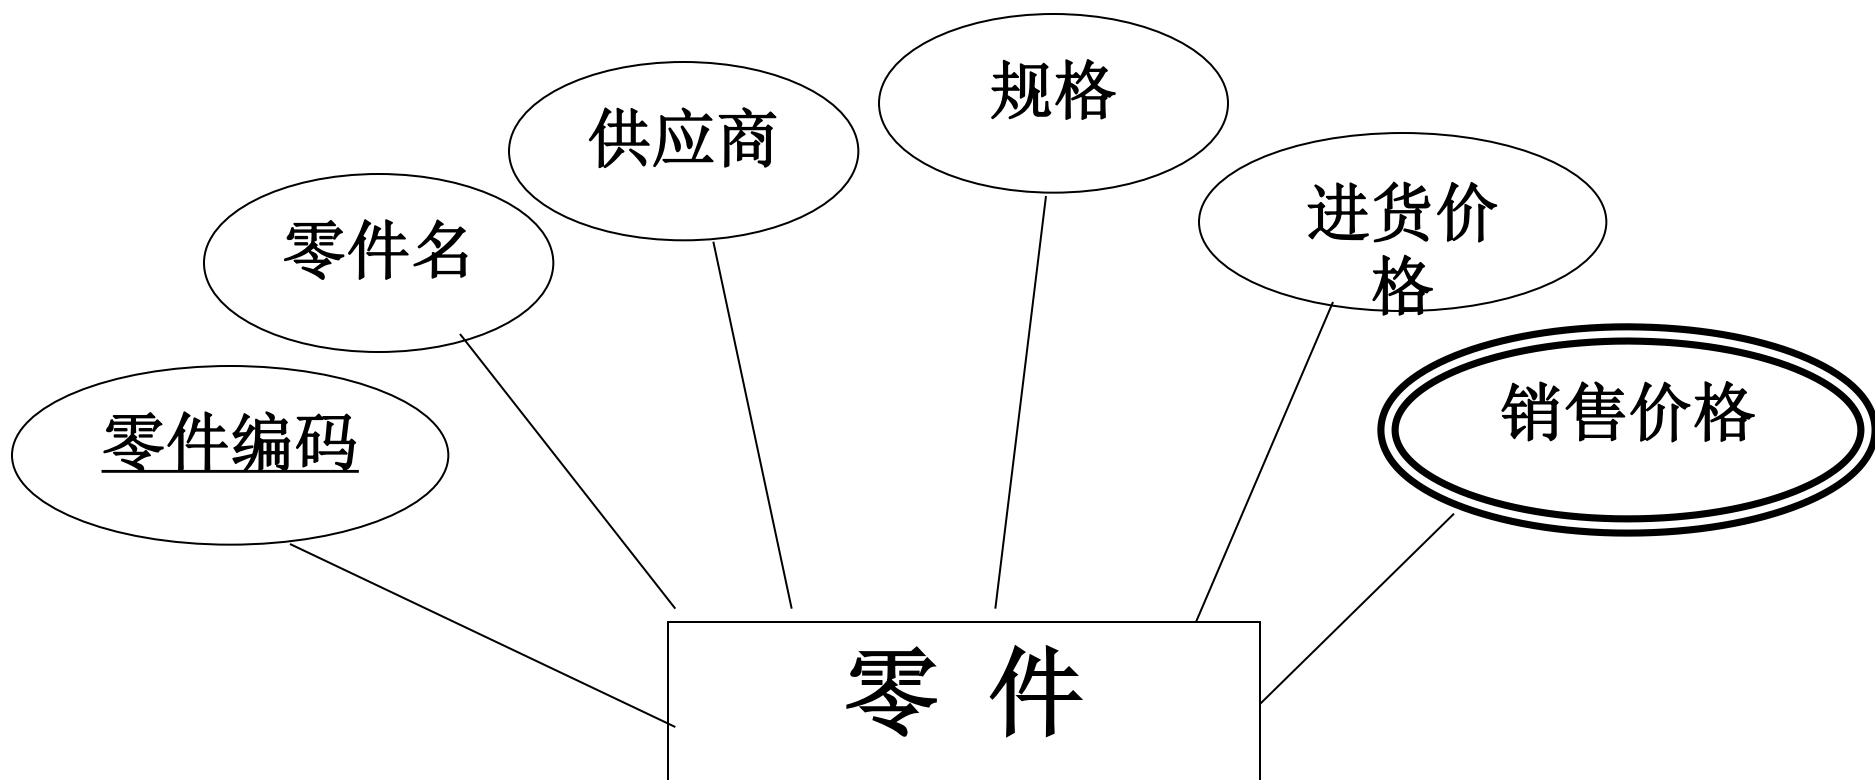 规格
供应商
进货价
格
零件名
销售价格
零件编码
零 件